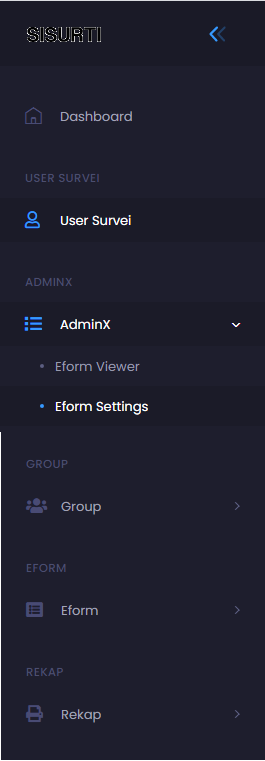 SISURTI
Dashboard
USER SURVEI
User Survei
ADMINX
AdminX
Eform Viewer
Eform Settings
GROUP
Group
EFORM
Eform
REKAP
Rekap